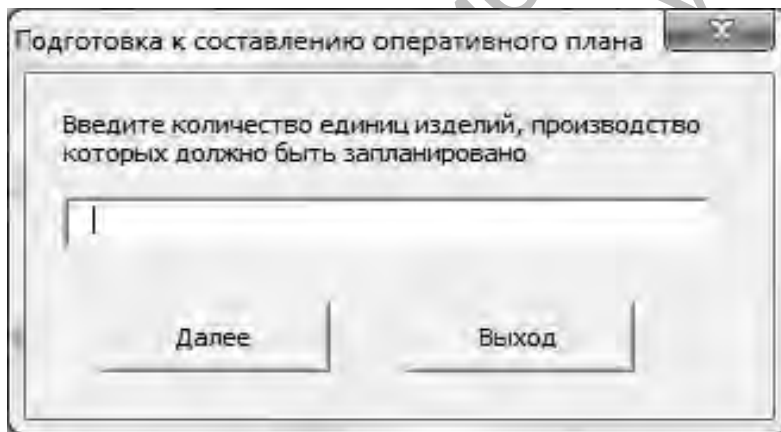 Подготовка к составлению оперативного плана
Введите количество единиц изделий, производство
которых должно быть запланировано
Далее
Выход